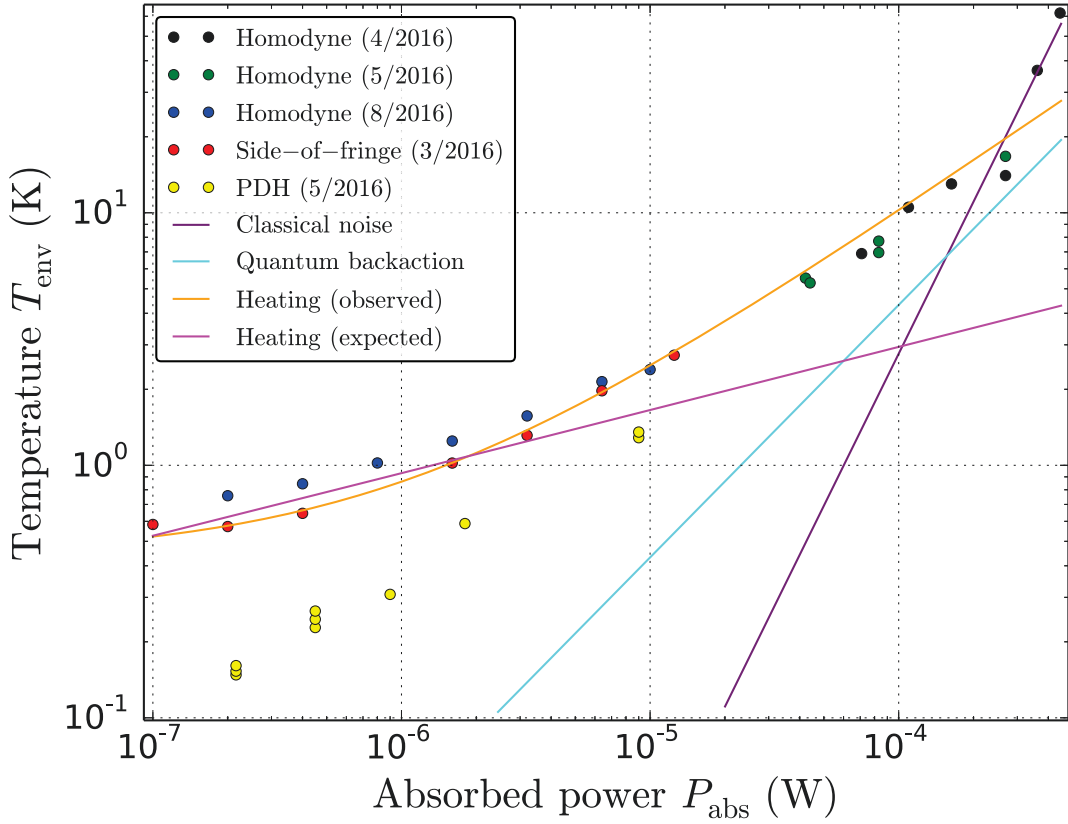 Homodyne (4/2016)
Homodyne (5/2016)
Homodyne (8/2016)
Side−of−fringe (3/2016)
PDH (5/2016)
Classical noise
Quantum backaction
Heating (observed)
Heating (expected)
Temperature T_env (K)
10^1
10^0
10^-1
10^-7 10^-6 10^-5 10^-4
Absorbed power P_abs (W)